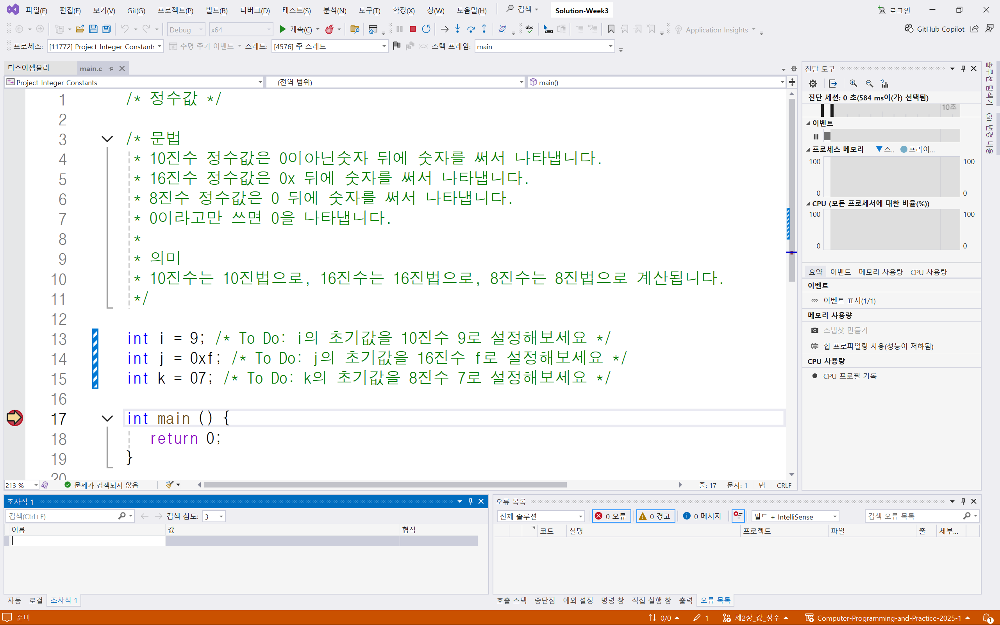 파일(F) 편집(E) 보기(V) Git(G) 프로젝트(P) 빌드(B) 디버그(D) 테스트(S) 분석(N) 도구(T) 확장(X) 창(W) 도움말(H) 검색 Solution-Week3 로그인
Debug x64 계속(C) abc Application Insights GitHub Copilot
프로세스: [11772] Project-Integer-Constants 수명 주기 이벤트 스레드: [4576] 주 스레드 스택 프레임: main
디스어셈블리 main.c
Project-Integer-Constants (전역 범위) main()
1 /* 정수값 */
2
3 /* 문법
4 * 10진수 정수값은 0이아닌숫자 뒤에 숫자를 써서 나타냅니다.
5 * 16진수 정수값은 0x 뒤에 숫자를 써서 나타냅니다.
6 * 8진수 정수값은 0 뒤에 숫자를 써서 나타냅니다.
7 * 0이라고만 쓰면 0을 나타냅니다.
8 *
9 * 의미
10 * 10진수는 10진법으로, 16진수는 16진법으로, 8진수는 8진법으로 계산됩니다.
11 */
12
13 int i = 9; /* To Do: i의 초기값을 10진수 9로 설정해보세요 */
14 int j = 0xf; /* To Do: j의 초기값을 16진수 f로 설정해보세요 */
15 int k = 07; /* To Do: k의 초기값을 8진수 7로 설정해보세요 */
16
17 int main () {
18 return 0;
19 }
20
213 % 문제가 검색되지 않음 줄: 17 문자: 1 탭 CRLF
진단 도구
진단 세션: 0 초(584 ms이(가) 선택됨)
10초
이벤트
프로세스 메모리 스.. 프라이...
100 100
0 0
CPU (모든 프로세서에 대한 비율(%))
100 100
0 0
요약 이벤트 메모리 사용량 CPU 사용량
이벤트
이벤트 표시(1/1)
메모리 사용량
스냅샷 만들기
힙 프로파일링 사용(성능이 저하됨)
CPU 사용량
CPU 프로필 기록
솔루션 탐색기
Git 변경 내용
조사식 1
검색(Ctrl+E) 검색 심도: 3
이름 값 형식
자동 로컬 조사식 1
오류 목록
전체 솔루션 0 오류 0 경고 0 메시지 빌드 + IntelliSense 검색 오류 목록
코드 설명 프로젝트 파일 줄 세부...
호출 스택 중단점 예외 설정 명령 창 직접 실행 창 출력 오류 목록
준비 0/0 1 제2장_값_정수 Computer-Programming-and-Practice-2025-1 1